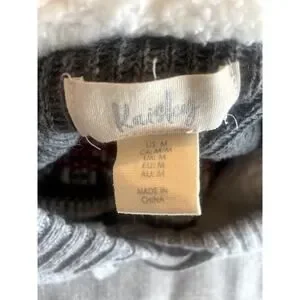 Kaisley
US: M
CA: M/M
UK: M
EU: M
AU: M
MADE IN
CHINA